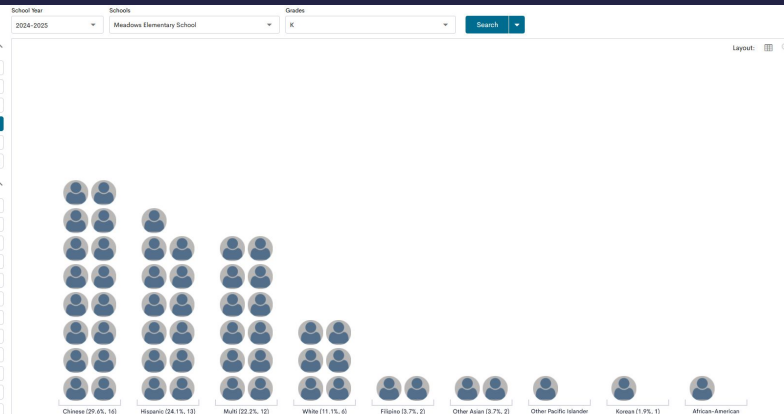 School Year
Schools
Grades
2024-2025
Meadows Elementary School
K
Search
Layout:
Chinese (29.6%, 16)
Hispanic (24.1%, 13)
Multi (22.2%, 12)
White (11.1%, 6)
Filipino (3.7%, 2)
Other Asian (3.7%, 2)
Other Pacific Islander
Korean (1.9%, 1)
African-American